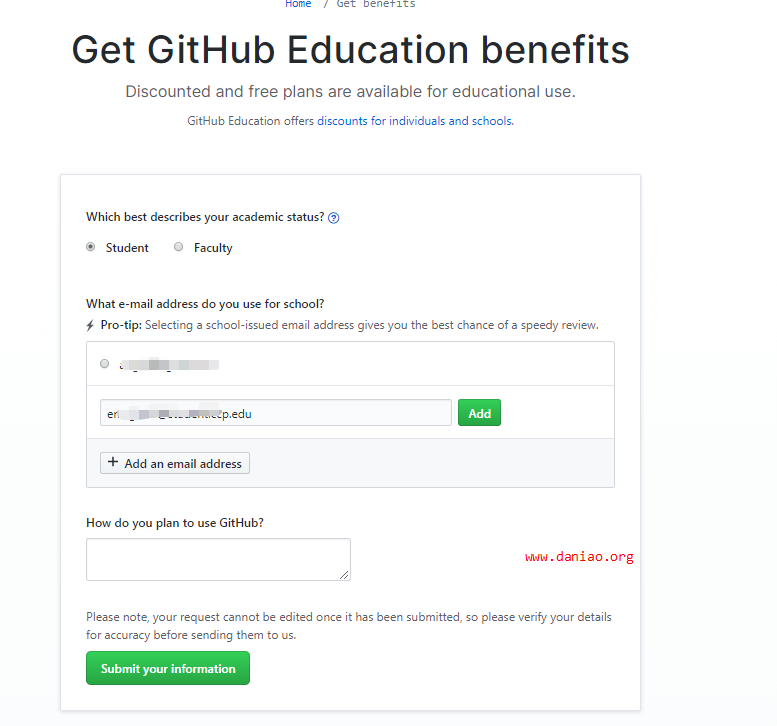 Home / Get benefits
Get GitHub Education benefits
Discounted and free plans are available for educational use.
GitHub Education offers discounts for individuals and schools.
Which best describes your academic status? ?
Student Faculty
What e-mail address do you use for school?
Pro-tip: Selecting a school-issued email address gives you the best chance of a speedy review.
Add
+ Add an email address
How do you plan to use GitHub?
www.daniao.org
Please note, your request cannot be edited once it has been submitted, so please verify your details
for accuracy before sending them to us.
Submit your information